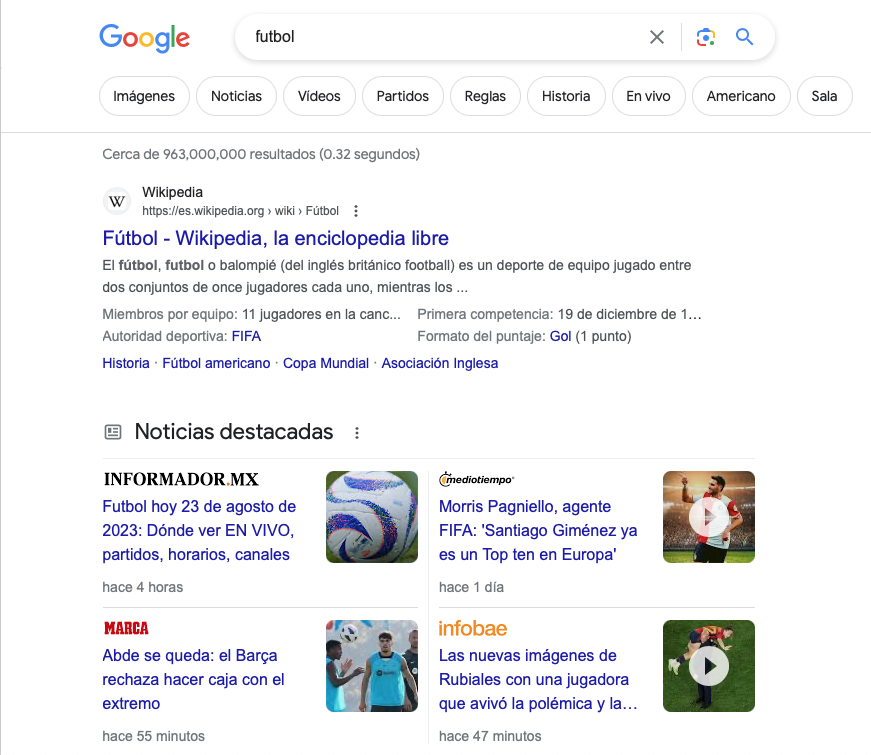 Google
futbol
Imágenes
Noticias
Vídeos
Partidos
Reglas
Historia
En vivo
Americano
Sala
Cerca de 963,000,000 resultados (0.32 segundos)
W
Wikipedia
https://es.wikipedia.org › wiki › Fútbol
Fútbol - Wikipedia, la enciclopedia libre
El fútbol, futbol o balompié (del inglés británico football) es un deporte de equipo jugado entre
dos conjuntos de once jugadores cada uno, mientras los ...
Miembros por equipo: 11 jugadores en la canc... Primera competencia: 19 de diciembre de 1...
Autoridad deportiva: FIFA Formato del puntaje: Gol (1 punto)
Historia · Fútbol americano · Copa Mundial · Asociación Inglesa
Noticias destacadas
INFORMADOR.MX
Futbol hoy 23 de agosto de
2023: Dónde ver EN VIVO,
partidos, horarios, canales
hace 4 horas
mediotiempo
Morris Pagniello, agente
FIFA: 'Santiago Giménez ya
es un Top ten en Europa'
hace 1 día
MARCA
Abde se queda: el Barça
rechaza hacer caja con el
extremo
hace 55 minutos
infobae
Las nuevas imágenes de
Rubiales con una jugadora
que avivó la polémica y la...
hace 47 minutos